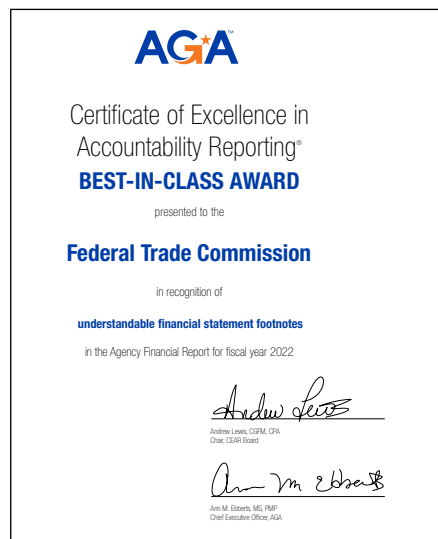 AGA™
Certificate of Excellence in
Accountability Reporting®
BEST-IN-CLASS AWARD
presented to the
Federal Trade Commission
in recognition of
understandable financial statement footnotes
in the Agency Financial Report for fiscal year 2022
Andrew Lewis
Andrew Lewis, CGFM, CPA
Chair, CEAR Board
Ann M Ebberts
Ann M. Ebberts, MS, PMP
Chief Executive Officer, AGA